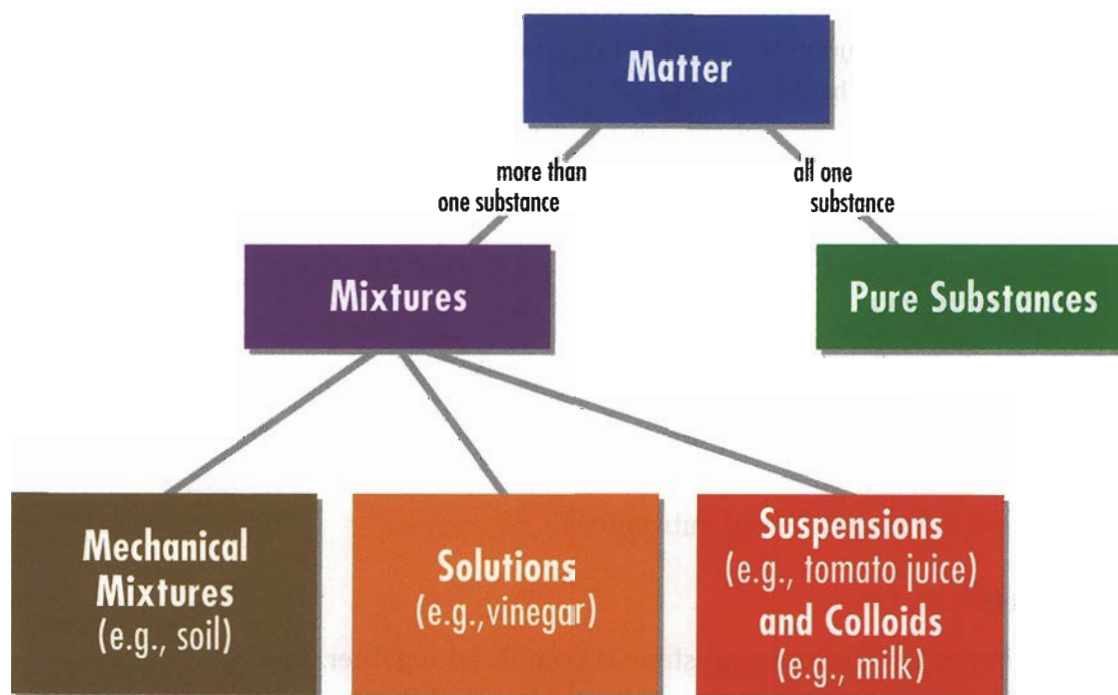 Matter
more than
one substance
all one
substance
Mixtures
Pure Substances
Mechanical
Mixtures
(e.g., soil)
Solutions
(e.g.,vinegar)
Suspensions
(e.g., tomato juice)
and Colloids
(e.g., milk)